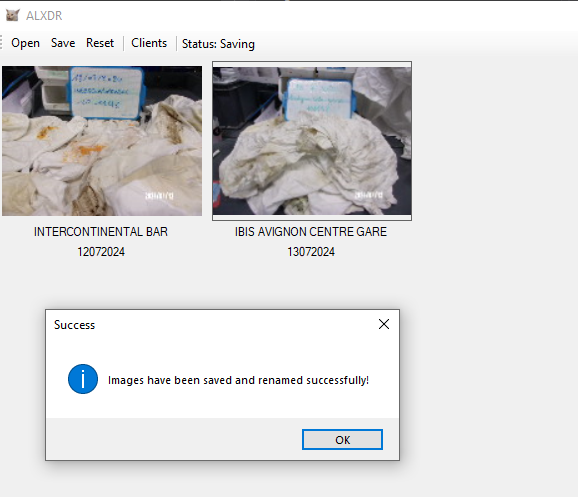 ALXDR
Open Save Reset Clients Status: Saving
INTERCONTINENTAL BAR
12072024
IBIS AVIGNON CENTRE GARE
13072024
Success
Images have been saved and renamed successfully!
OK